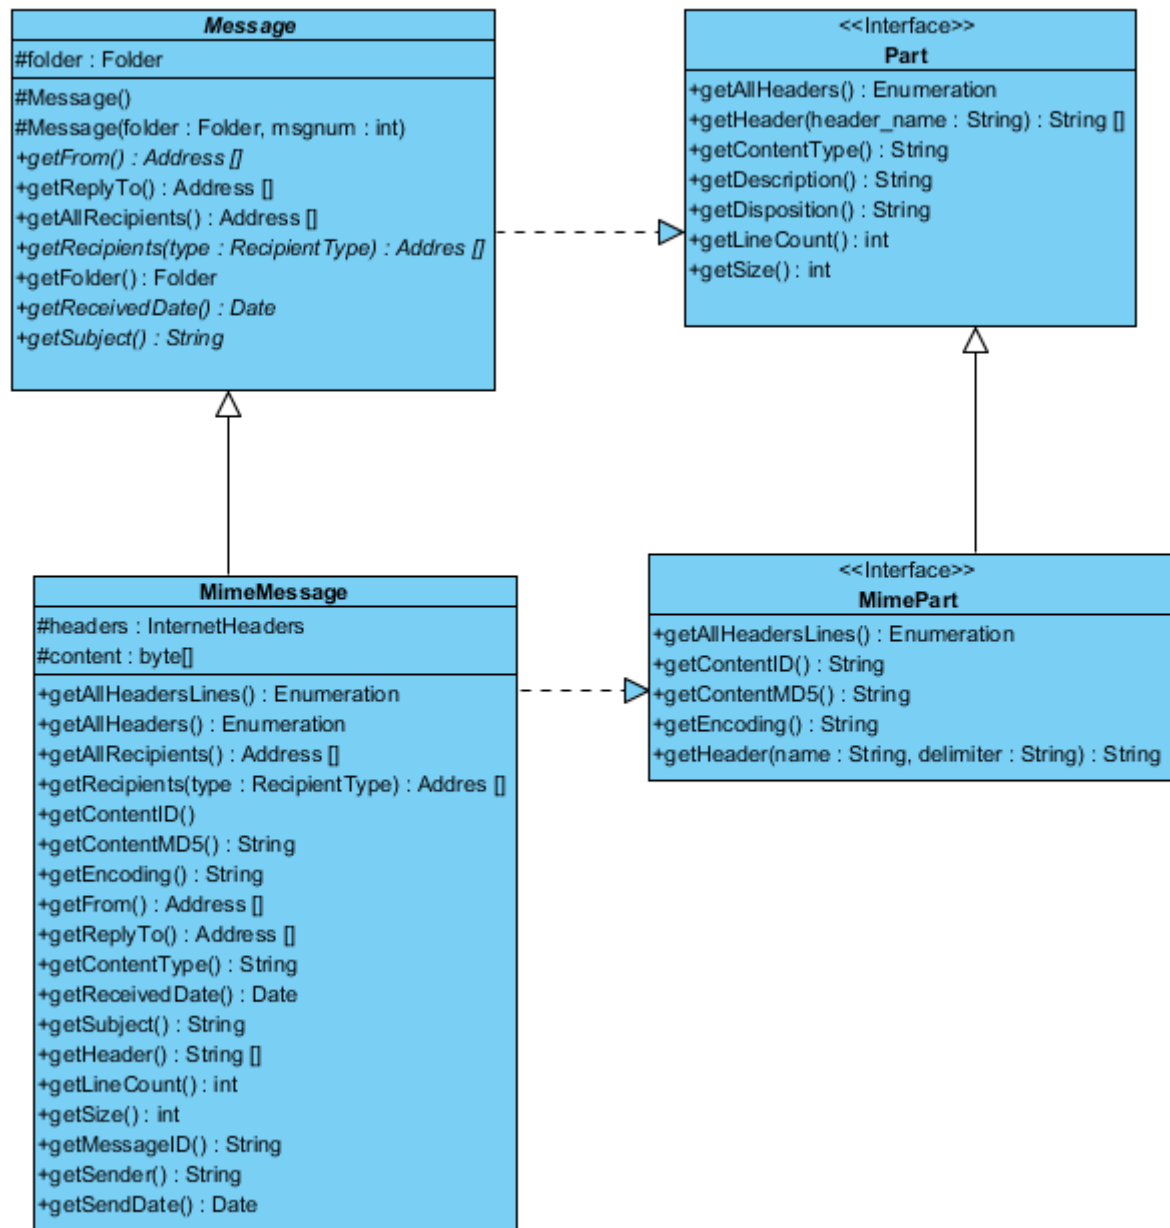 Message
#folder : Folder
#Message()
#Message(folder : Folder, msgnum : int)
+getFrom() : Address []
+getReplyTo() : Address []
+getAllRecipients() : Address []
+getRecipients(type : RecipientType) : Addres []
+getFolder() : Folder
+getReceivedDate() : Date
+getSubject() : String
<<Interface>>
Part
+getAllHeaders() : Enumeration
+getHeader(header_name : String) : String []
+getContentType() : String
+getDescription() : String
+getDisposition() : String
+getLineCount() : int
+getSize() : int
MimeMessage
#headers : InternetHeaders
#content : byte[]
+getAllHeadersLines() : Enumeration
+getAllHeaders() : Enumeration
+getAllRecipients() : Address []
+getRecipients(type : RecipientType) : Addres []
+getContentID()
+getContentMD5() : String
+getEncoding() : String
+getFrom() : Address []
+getReplyTo() : Address []
+getContentType() : String
+getReceivedDate() : Date
+getSubject() : String
+getHeader() : String []
+getLineCount() : int
+getSize() : int
+getMessageID() : String
+getSender() : String
+getSendDate() : Date
<<Interface>>
MimePart
+getAllHeadersLines() : Enumeration
+getContentID() : String
+getContentMD5() : String
+getEncoding() : String
+getHeader(name : String, delimiter : String) : String